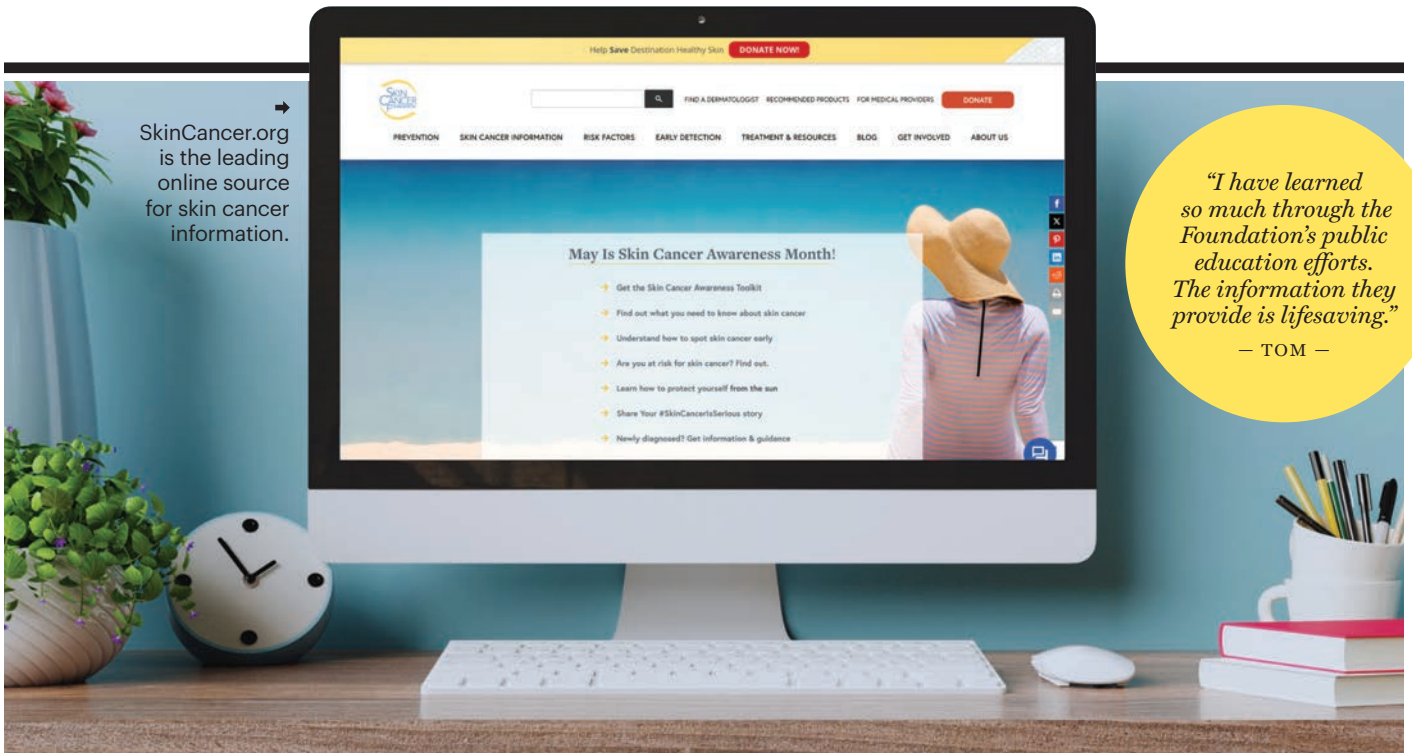 Help Save Destination Healthy Skin DONATE NOW!
SKIN
CANCER
FOUNDATION
FIND A DERMATOLOGIST RECOMMENDED PRODUCTS FOR MEDICAL PROVIDERS DONATE
PREVENTION SKIN CANCER INFORMATION RISK FACTORS EARLY DETECTION TREATMENT & RESOURCES BLOG GET INVOLVED ABOUT US
SkinCancer.org
is the leading
online source
for skin cancer
information.
May Is Skin Cancer Awareness Month!
Get the Skin Cancer Awareness Toolkit
Find out what you need to know about skin cancer
Understand how to spot skin cancer early
Are you at risk for skin cancer? Find out.
Learn how to protect yourself from the sun
Share Your #SkinCancerIsSerious story
Newly diagnosed? Get information & guidance
“I have learned
so much through the
Foundation’s public
education efforts.
The information they
provide is lifesaving.”
— TOM —